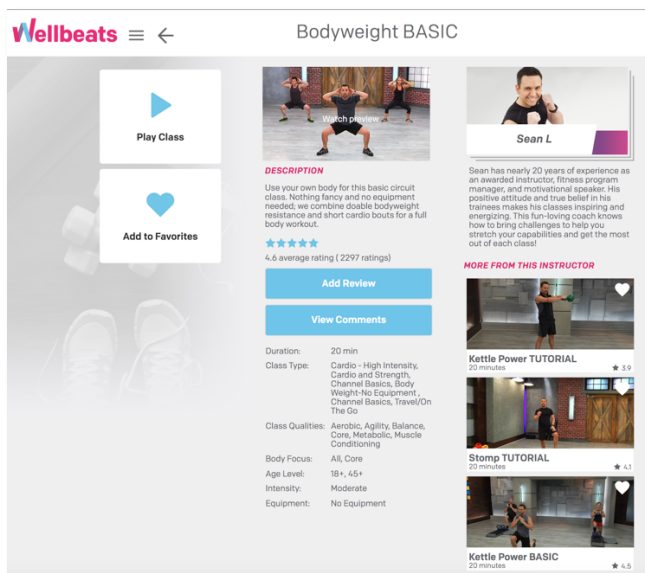 Wellbeats
Bodyweight BASIC
Play Class
Add to Favorites
Watch preview
DESCRIPTION
Use your own body for this basic circuit
class. Nothing fancy and no equipment
needed; we combine doable bodyweight
resistance and short cardio bouts for a full
body workout.
4.6 average rating ( 2297 ratings)
Add Review
View Comments
Duration: 20 min
Class Type: Cardio - High Intensity,
Cardio and Strength,
Channel Basics, Body
Weight-No Equipment ,
Channel Basics, Travel/On
The Go
Class Qualities: Aerobic, Agility, Balance,
Core, Metabolic, Muscle
Conditioning
Body Focus: All, Core
Age Level: 18+, 45+
Intensity: Moderate
Equipment: No Equipment
Sean L
Sean has nearly 20 years of experience as
an awarded instructor, fitness program
manager, and motivational speaker. His
positive attitude and true belief in his
trainees makes his classes inspiring and
energizing. This fun-loving coach knows
how to bring challenges to help you
stretch your capabilities and get the most
out of each class!
MORE FROM THIS INSTRUCTOR
Kettle Power TUTORIAL
20 minutes 3.9
Stomp TUTORIAL
20 minutes 4.1
Kettle Power BASIC
20 minutes 4.5